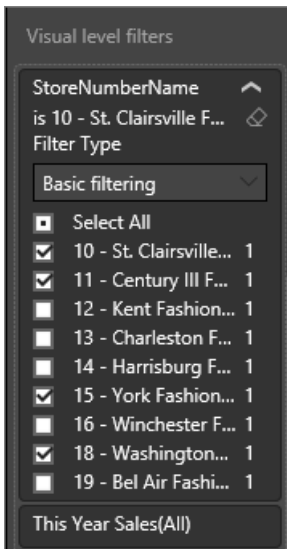 Visual level filters
StoreNumberName
is 10 - St. Clairsville F...
Filter Type
Basic filtering
Select All
10 - St. Clairsville... 1
11 - Century III F... 1
12 - Kent Fashion... 1
13 - Charleston F... 1
14 - Harrisburg F... 1
15 - York Fashion... 1
16 - Winchester F... 1
18 - Washington... 1
19 - Bel Air Fashi... 1
This Year Sales(All)